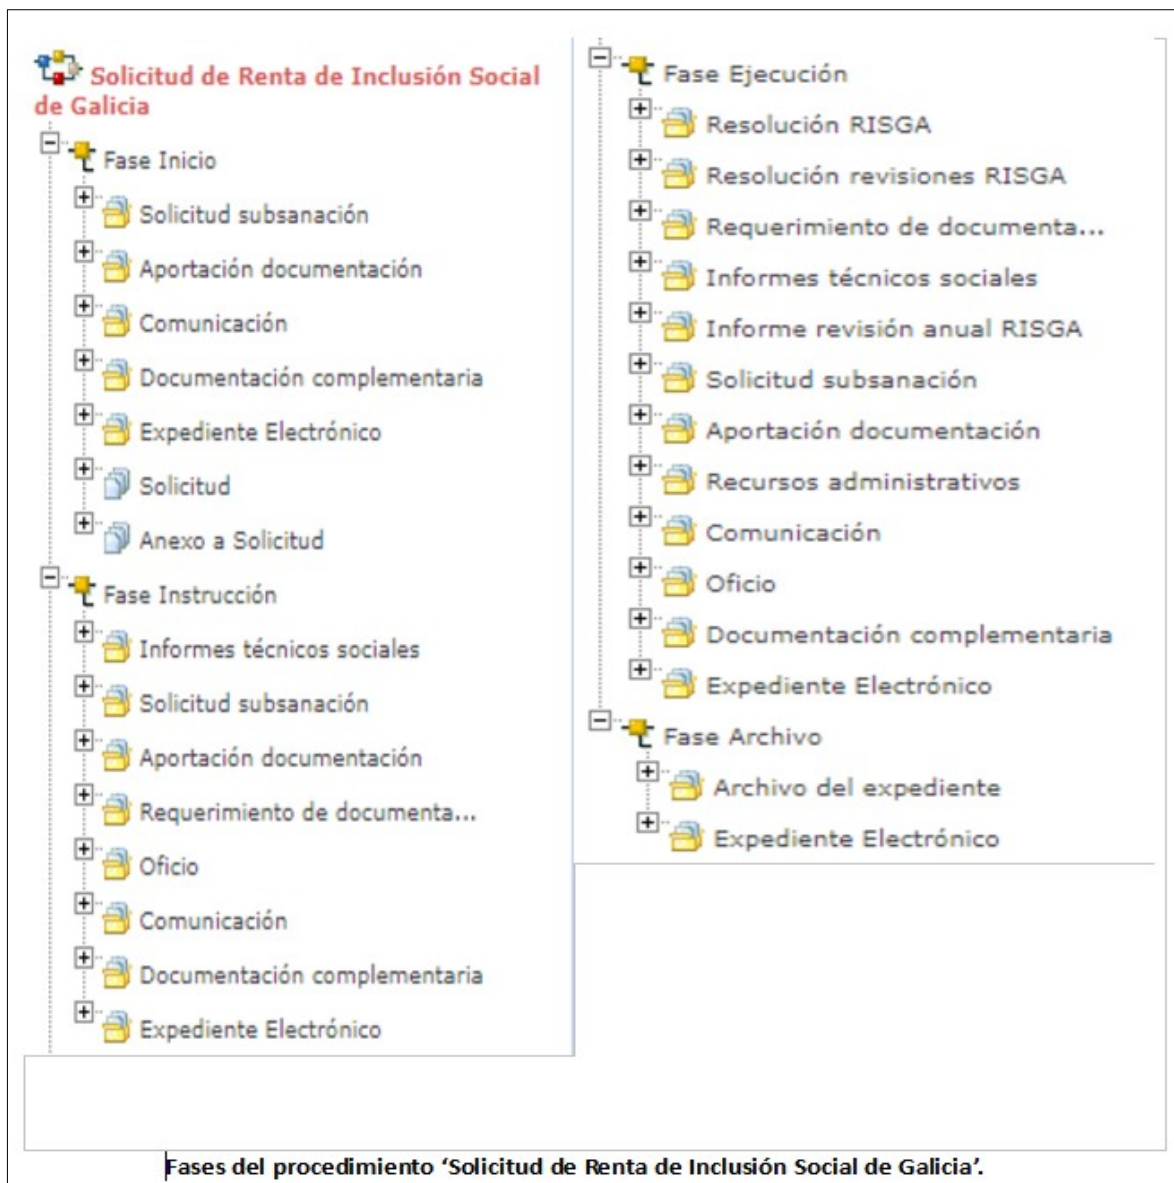 Solicitud de Renta de Inclusión Social
de Galicia
Fase Inicio
Solicitud subsanación
Aportación documentación
Comunicación
Documentación complementaria
Expediente Electrónico
Solicitud
Anexo a Solicitud
Fase Instrucción
Informes técnicos sociales
Solicitud subsanación
Aportación documentación
Requerimiento de documenta...
Oficio
Comunicación
Documentación complementaria
Expediente Electrónico
Fase Ejecución
Resolución RISGA
Resolución revisiones RISGA
Requerimiento de documenta...
Informes técnicos sociales
Informe revisión anual RISGA
Solicitud subsanación
Aportación documentación
Recursos administrativos
Comunicación
Oficio
Documentación complementaria
Expediente Electrónico
Fase Archivo
Archivo del expediente
Expediente Electrónico
Fases del procedimiento ‘Solicitud de Renta de Inclusión Social de Galicia’.